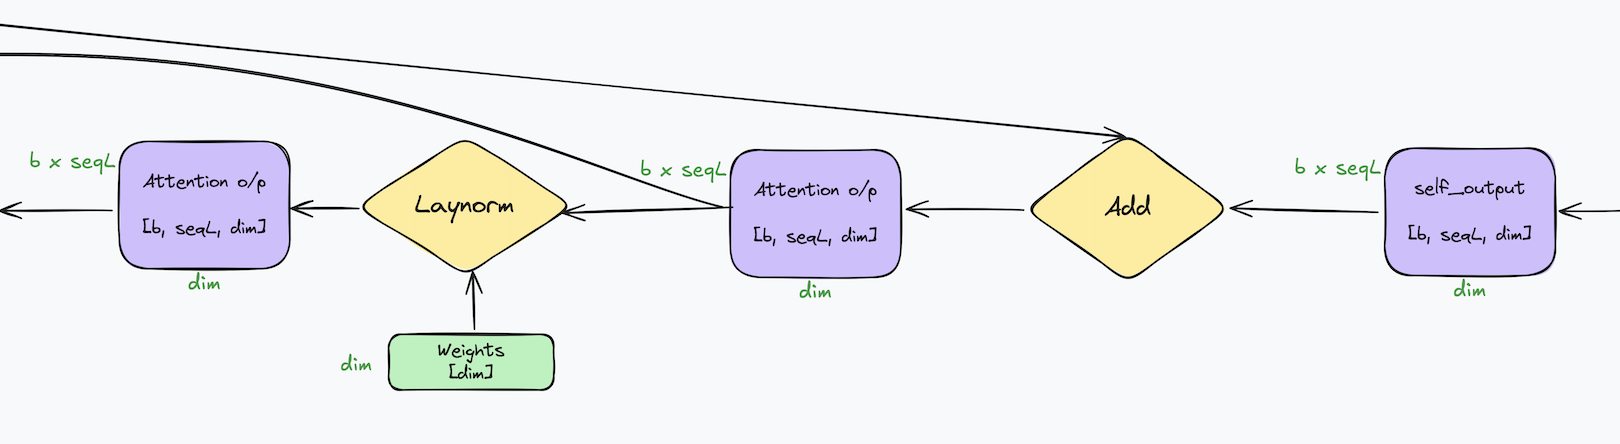 b x seqL
Attention o/p
[b, seqL, dim]
dim
Laynorm
Weights
[dim]
dim
b x seqL
Attention o/p
[b, seqL, dim]
dim
Add
b x seqL
self_output
[b, seqL, dim]
dim